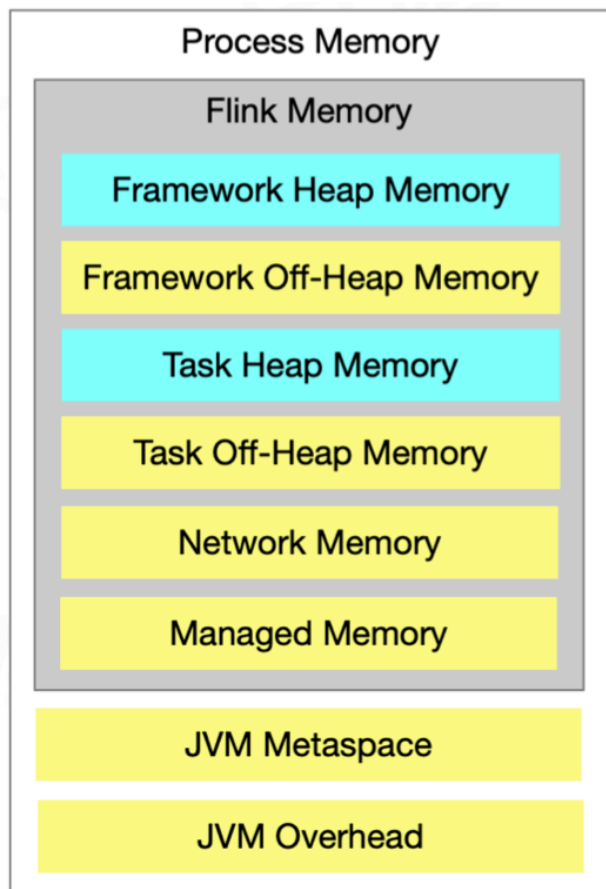 Process Memory
Flink Memory
Framework Heap Memory
Framework Off-Heap Memory
Task Heap Memory
Task Off-Heap Memory
Network Memory
Managed Memory
JVM Metaspace
JVM Overhead